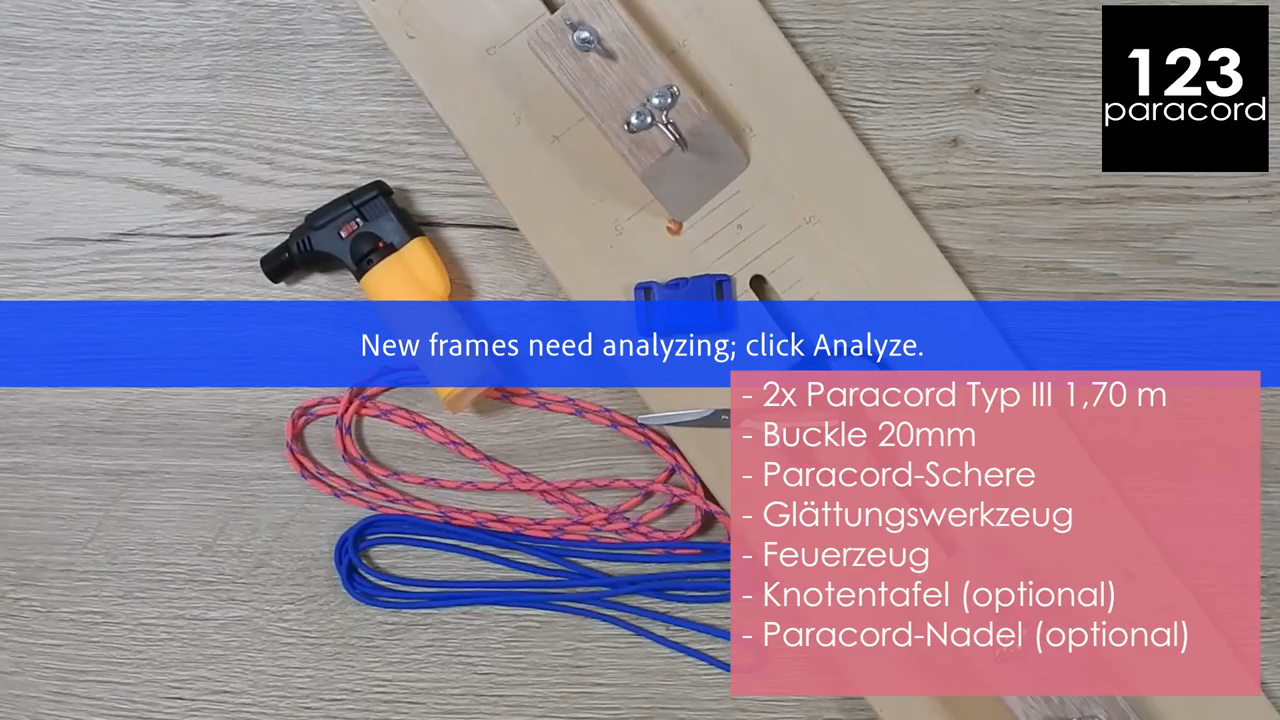 123
paracord
New frames need analyzing; click Analyze.
- 2x Paracord Typ III 1,70 m
- Buckle 20mm
- Paracord-Schere
- Glättungswerkzeug
- Feuerzeug
- Knotentafel (optional)
- Paracord-Nadel (optional)